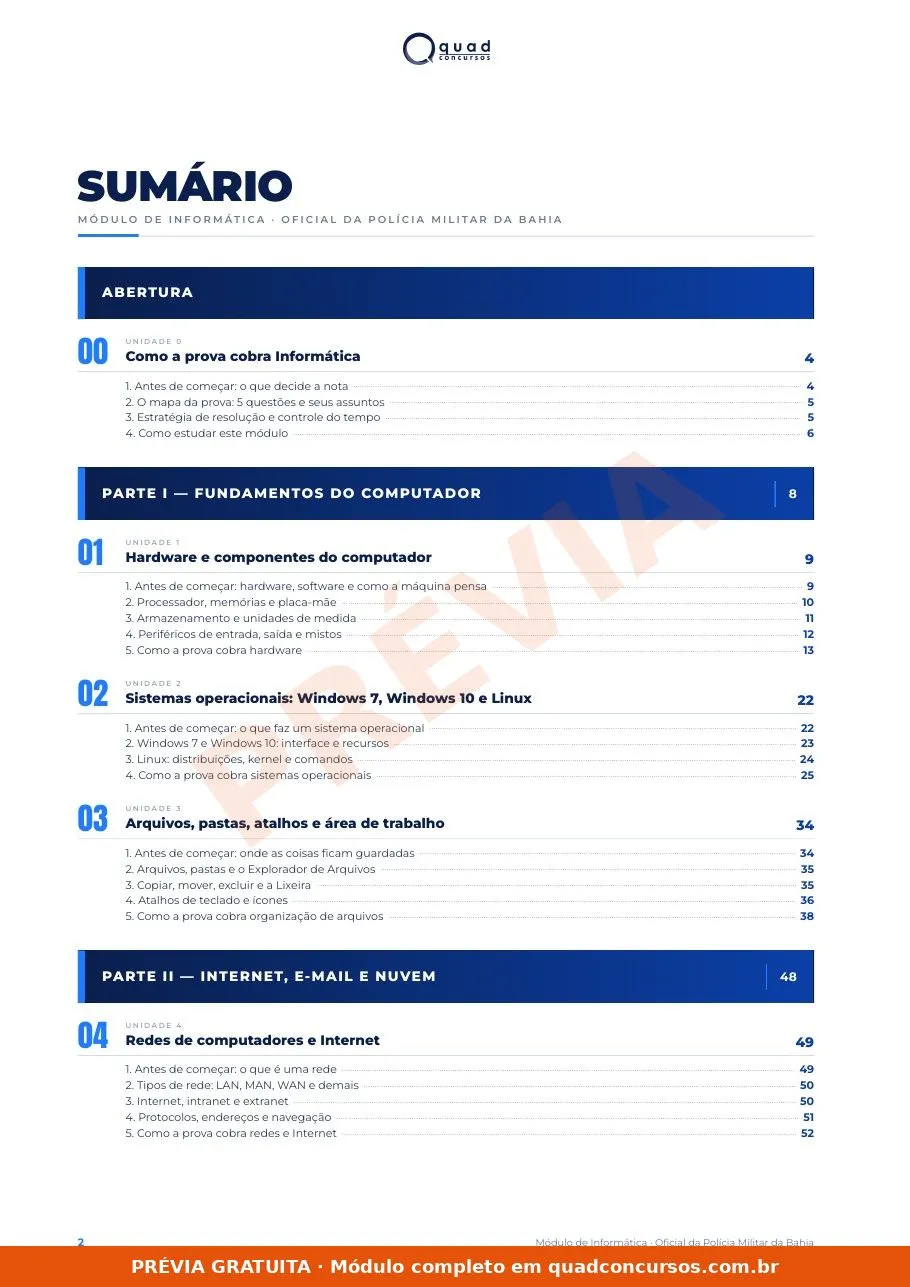 quad
concursos
SUMÁRIO
MÓDULO DE INFORMÁTICA · OFICIAL DA POLÍCIA MILITAR DA BAHIA
ABERTURA
00 UNIDADE 0
Como a prova cobra Informática 4
1. Antes de começar: o que decide a nota 4
2. O mapa da prova: 5 questões e seus assuntos 5
3. Estratégia de resolução e controle do tempo 5
4. Como estudar este módulo 6
PARTE I — FUNDAMENTOS DO COMPUTADOR 8
01 UNIDADE 1
Hardware e componentes do computador 9
1. Antes de começar: hardware, software e como a máquina pensa 9
2. Processador, memórias e placa-mãe 10
3. Armazenamento e unidades de medida 11
4. Periféricos de entrada, saída e mistos 12
5. Como a prova cobra hardware 13
02 UNIDADE 2
Sistemas operacionais: Windows 7, Windows 10 e Linux 22
1. Antes de começar: o que faz um sistema operacional 22
2. Windows 7 e Windows 10: interface e recursos 23
3. Linux: distribuições, kernel e comandos 24
4. Como a prova cobra sistemas operacionais 25
03 UNIDADE 3
Arquivos, pastas, atalhos e área de trabalho 34
1. Antes de começar: onde as coisas ficam guardadas 34
2. Arquivos, pastas e o Explorador de Arquivos 35
3. Copiar, mover, excluir e a Lixeira 35
4. Atalhos de teclado e ícones 36
5. Como a prova cobra organização de arquivos 38
PARTE II — INTERNET, E-MAIL E NUVEM 48
04 UNIDADE 4
Redes de computadores e Internet 49
1. Antes de começar: o que é uma rede 49
2. Tipos de rede: LAN, MAN, WAN e demais 50
3. Internet, intranet e extranet 50
4. Protocolos, endereços e navegação 51
5. Como a prova cobra redes e Internet 52
PRÉVIA
2 Módulo de Informática · Oficial da Polícia Militar da Bahia
PRÉVIA GRATUITA · Módulo completo em quadconcursos.com.br